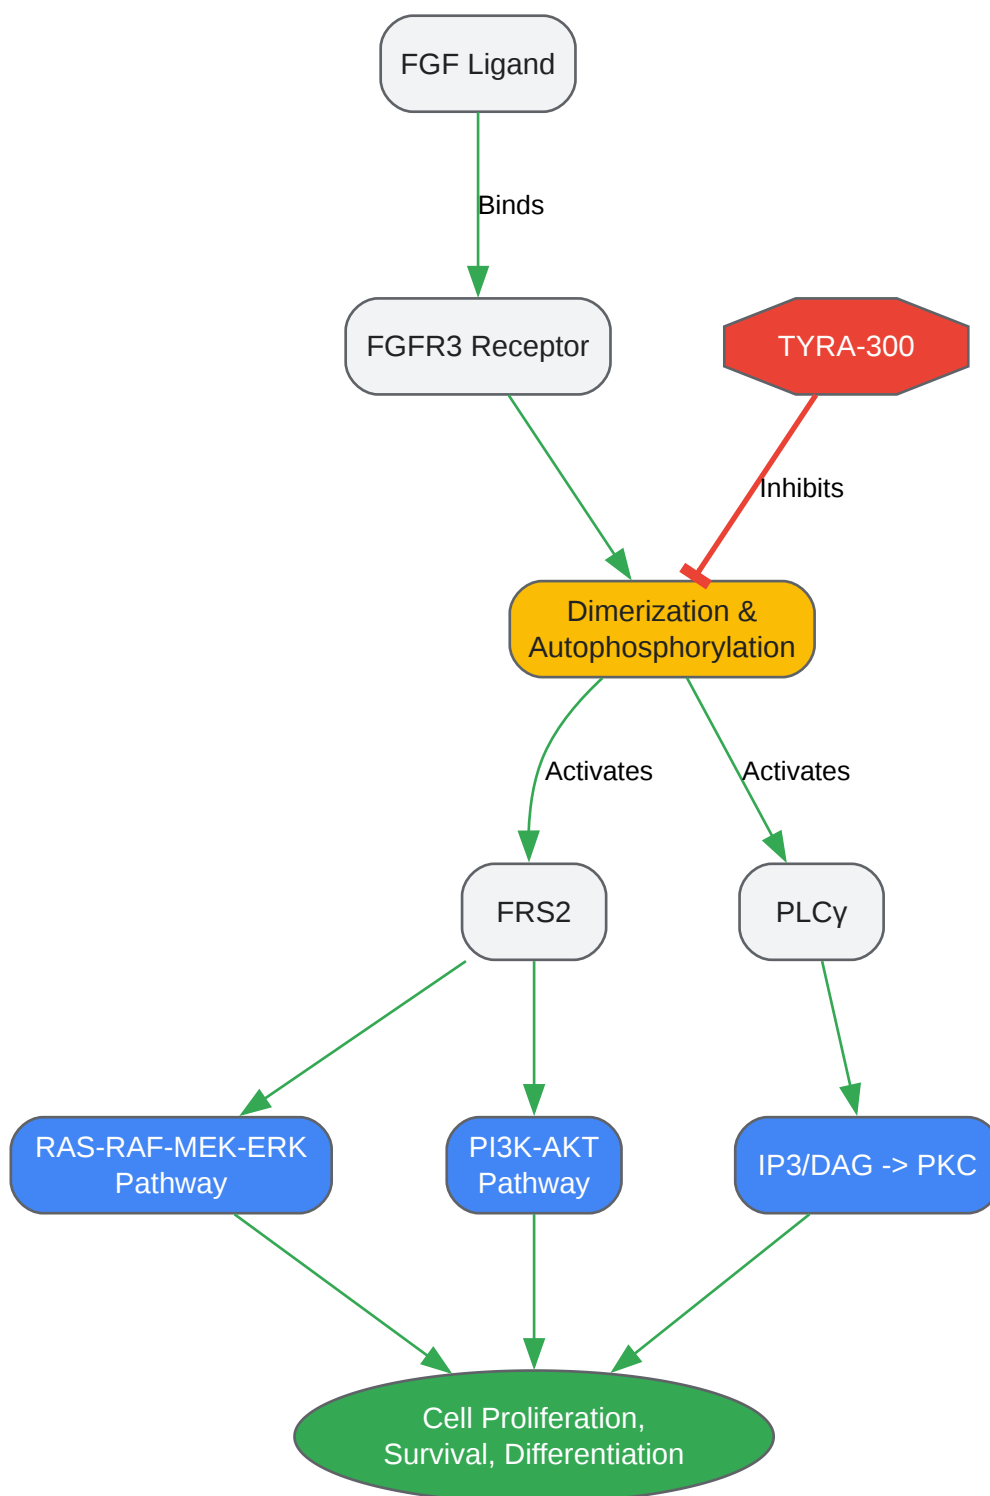 FGF Ligand
Binds
FGFR3 Receptor
TYRA-300
Inhibits
Dimerization &
Autophosphorylation
Activates
Activates
FRS2
PLCγ
RAS-RAF-MEK-ERK
Pathway
PI3K-AKT
Pathway
IP3/DAG -> PKC
Cell Proliferation,
Survival, Differentiation